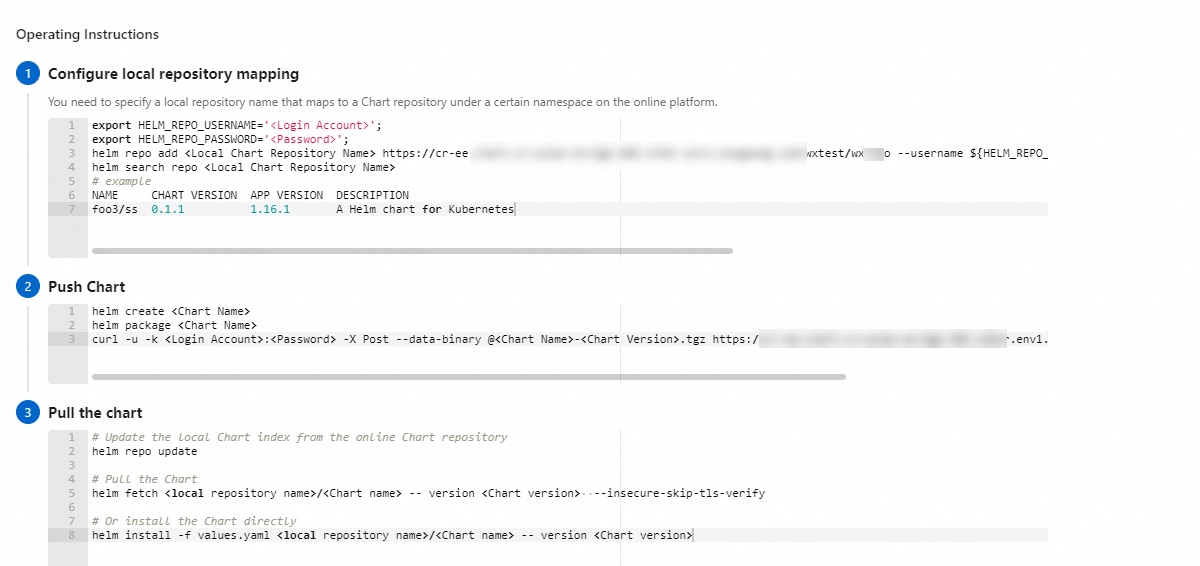 Operating Instructions
1 Configure local repository mapping
You need to specify a local repository name that maps to a Chart repository under a certain namespace on the online platform.
1 export HELM_REPO_USERNAME='<Login Account>';
2 export HELM_REPO_PASSWORD='<Password>';
3 helm repo add <Local Chart Repository Name> https://cr-ee wxtest/wx o --username ${HELM_REPO_
4 helm search repo <Local Chart Repository Name>
5 # example
6 NAME CHART VERSION APP VERSION DESCRIPTION
7 foo3/ss 0.1.1 1.16.1 A Helm chart for Kubernetes
2 Push Chart
1 helm create <Chart Name>
2 helm package <Chart Name>
3 curl -u -k <Login Account>:<Password> -X Post --data-binary @<Chart Name>-<Chart Version>.tgz https:/ r.env1.
3 Pull the chart
1 # Update the local Chart index from the online Chart repository
2 helm repo update
3
4 # Pull the Chart
5 helm fetch <local repository name>/<Chart name> -- version <Chart version> --insecure-skip-tls-verify
6
7 # Or install the Chart directly
8 helm install -f values.yaml <local repository name>/<Chart name> -- version <Chart version>